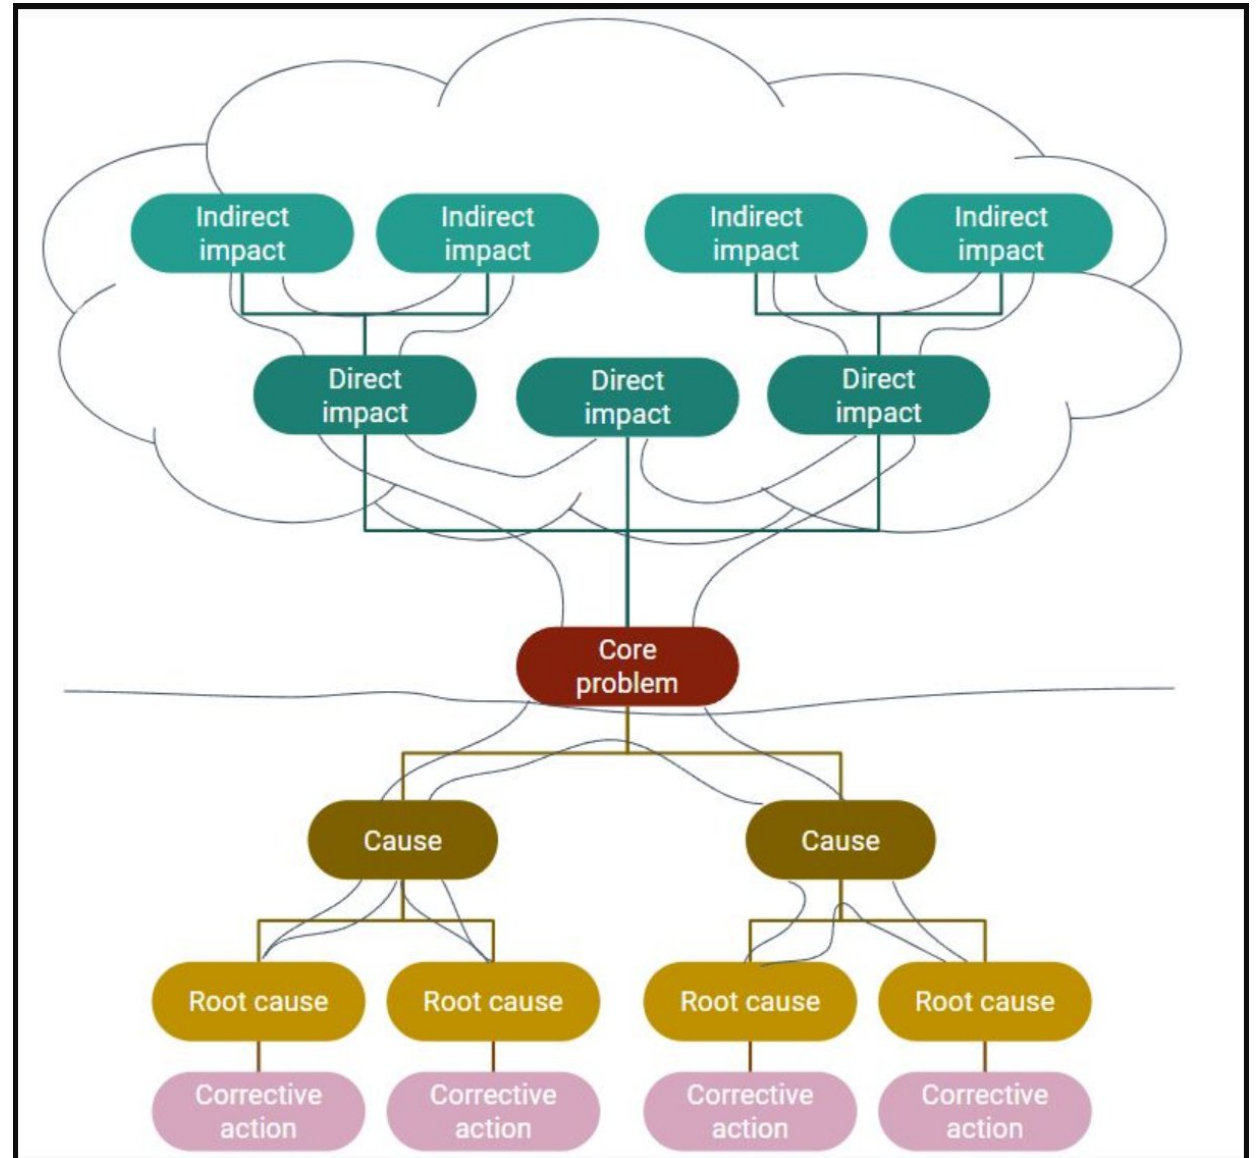 Indirect
impact
Indirect
impact
Indirect
impact
Indirect
impact
Direct
impact
Direct
impact
Direct
impact
Core
problem
Cause
Cause
Root cause
Root cause
Root cause
Root cause
Corrective
action
Corrective
action
Corrective
action
Corrective
action